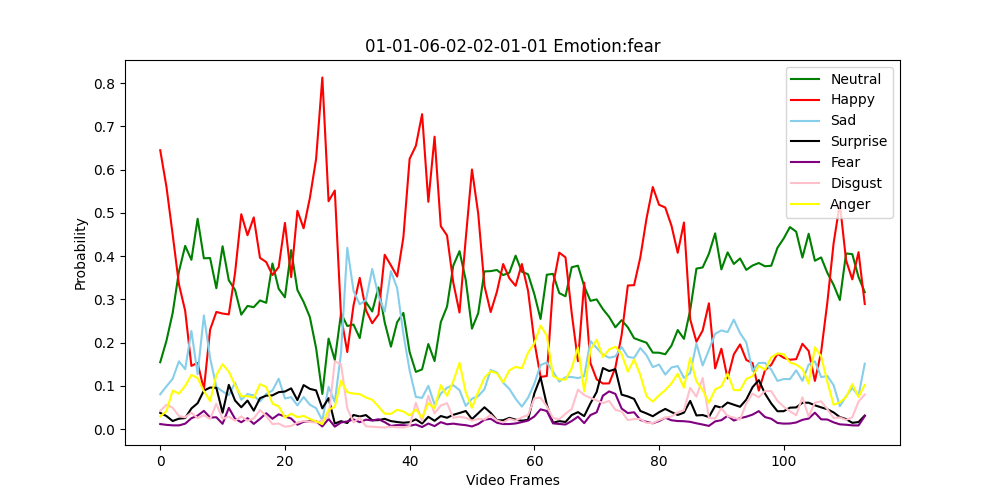 01-01-06-02-02-01-01 Emotion:fear
Probability
0.8
0.7
0.6
0.5
0.4
0.3
0.2
0.1
0.0
Neutral
Happy
Sad
Surprise
Fear
Disgust
Anger
0 20 40 60 80 100
Video Frames